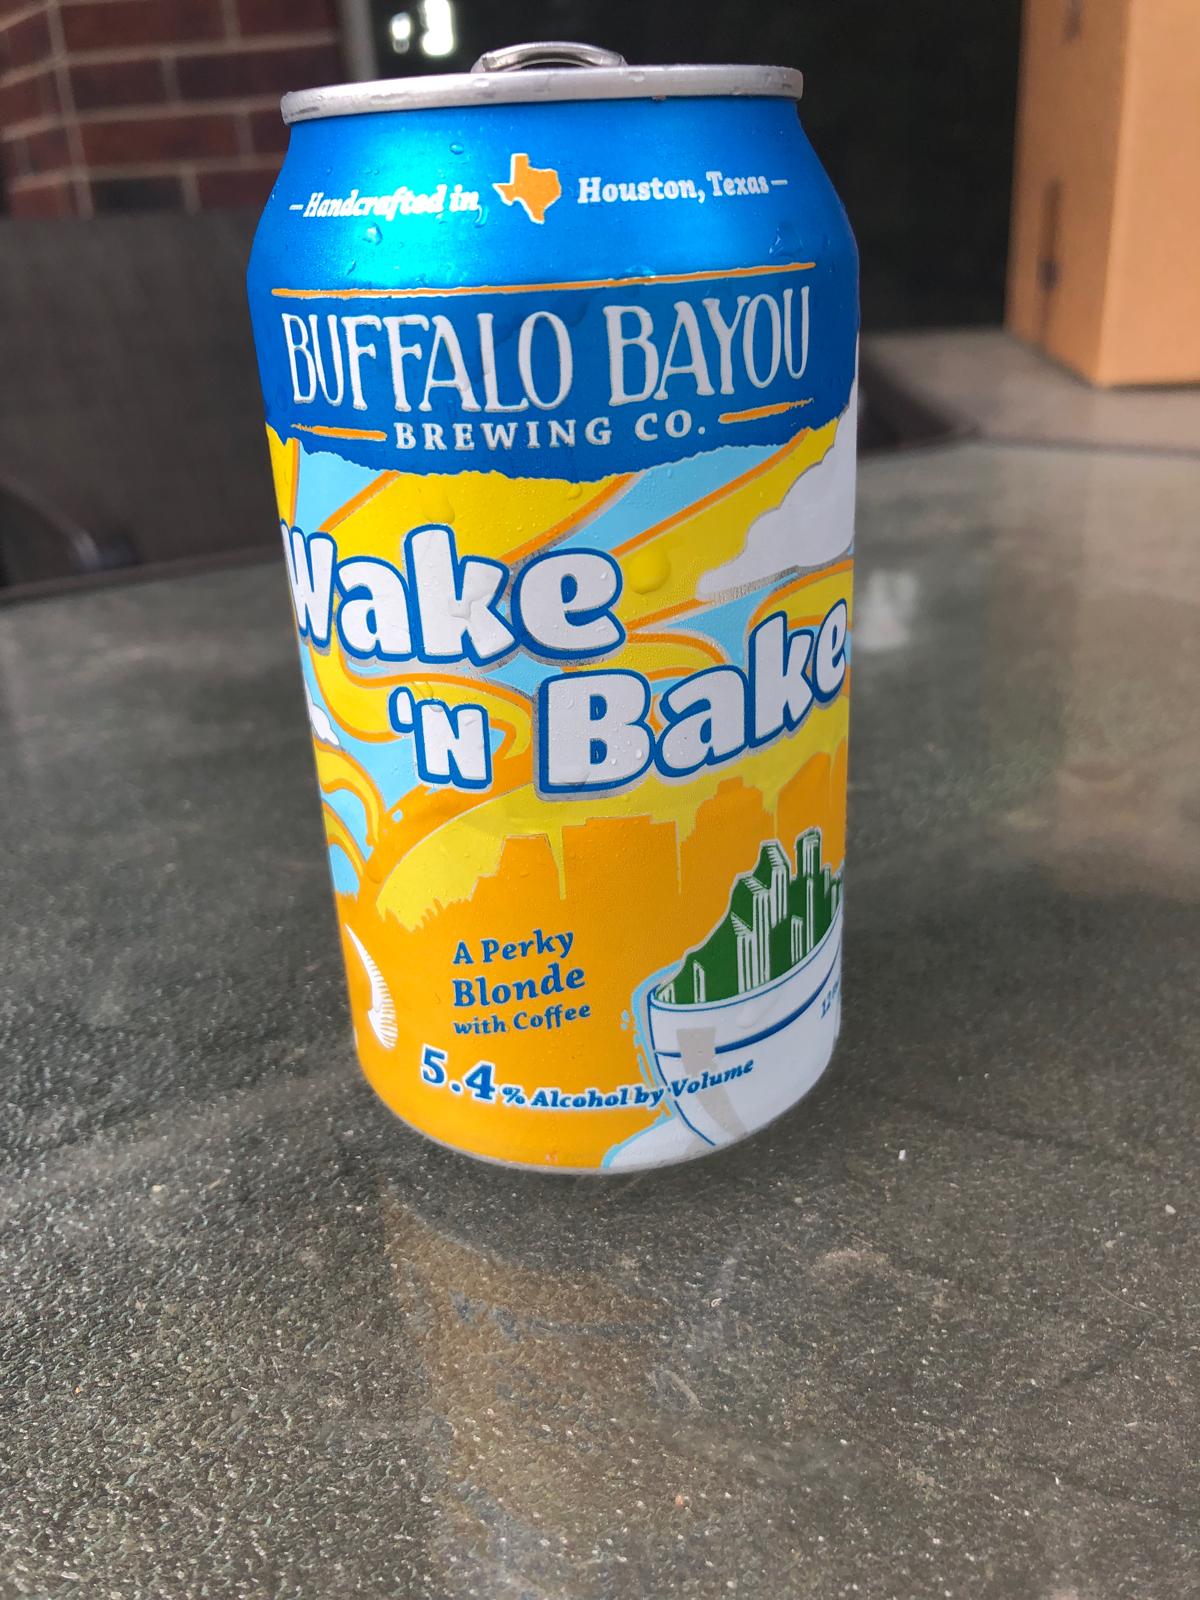 Handcrafted in Houston, Texas
BUFFALO BAYOU
BREWING CO.
Wake
'N Bake
A Perky
Blonde
with Coffee
5.4% Alcohol by Volume
12